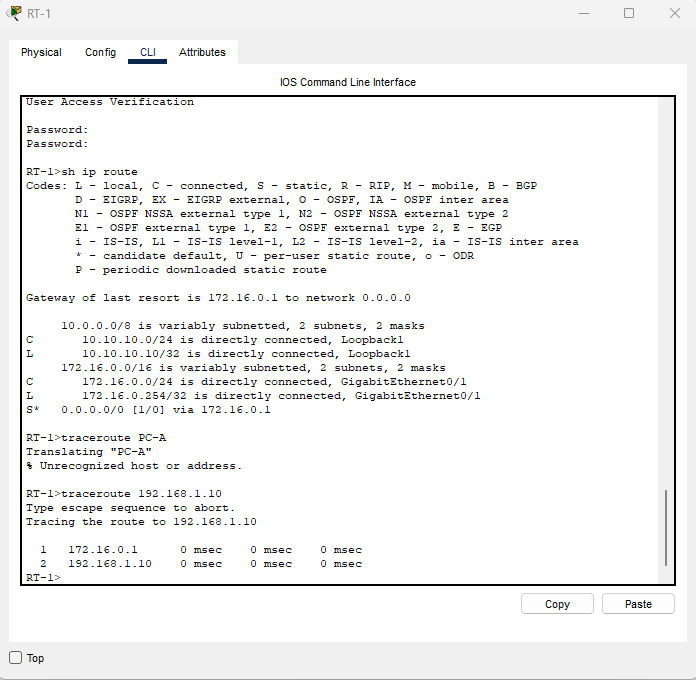 RT-1
Physical Config CLI Attributes
IOS Command Line Interface
User Access Verification
Password:
Password:
RT-1>sh ip route
Codes: L - local, C - connected, S - static, R - RIP, M - mobile, B - BGP
D - EIGRP, EX - EIGRP external, O - OSPF, IA - OSPF inter area
N1 - OSPF NSSA external type 1, N2 - OSPF NSSA external type 2
E1 - OSPF external type 1, E2 - OSPF external type 2, E - EGP
i - IS-IS, L1 - IS-IS level-1, L2 - IS-IS level-2, ia - IS-IS inter area
* - candidate default, U - per-user static route, o - ODR
P - periodic downloaded static route
Gateway of last resort is 172.16.0.1 to network 0.0.0.0
10.0.0.0/8 is variably subnetted, 2 subnets, 2 masks
C 10.10.10.0/24 is directly connected, Loopback1
L 10.10.10.10/32 is directly connected, Loopback1
172.16.0.0/16 is variably subnetted, 2 subnets, 2 masks
C 172.16.0.0/24 is directly connected, GigabitEthernet0/1
L 172.16.0.254/32 is directly connected, GigabitEthernet0/1
S* 0.0.0.0/0 [1/0] via 172.16.0.1
RT-1>traceroute PC-A
Translating "PC-A"
% Unrecognized host or address.
RT-1>traceroute 192.168.1.10
Type escape sequence to abort.
Tracing the route to 192.168.1.10
1 172.16.0.1 0 msec 0 msec 0 msec
2 192.168.1.10 0 msec 0 msec 0 msec
RT-1>
Copy Paste
Top